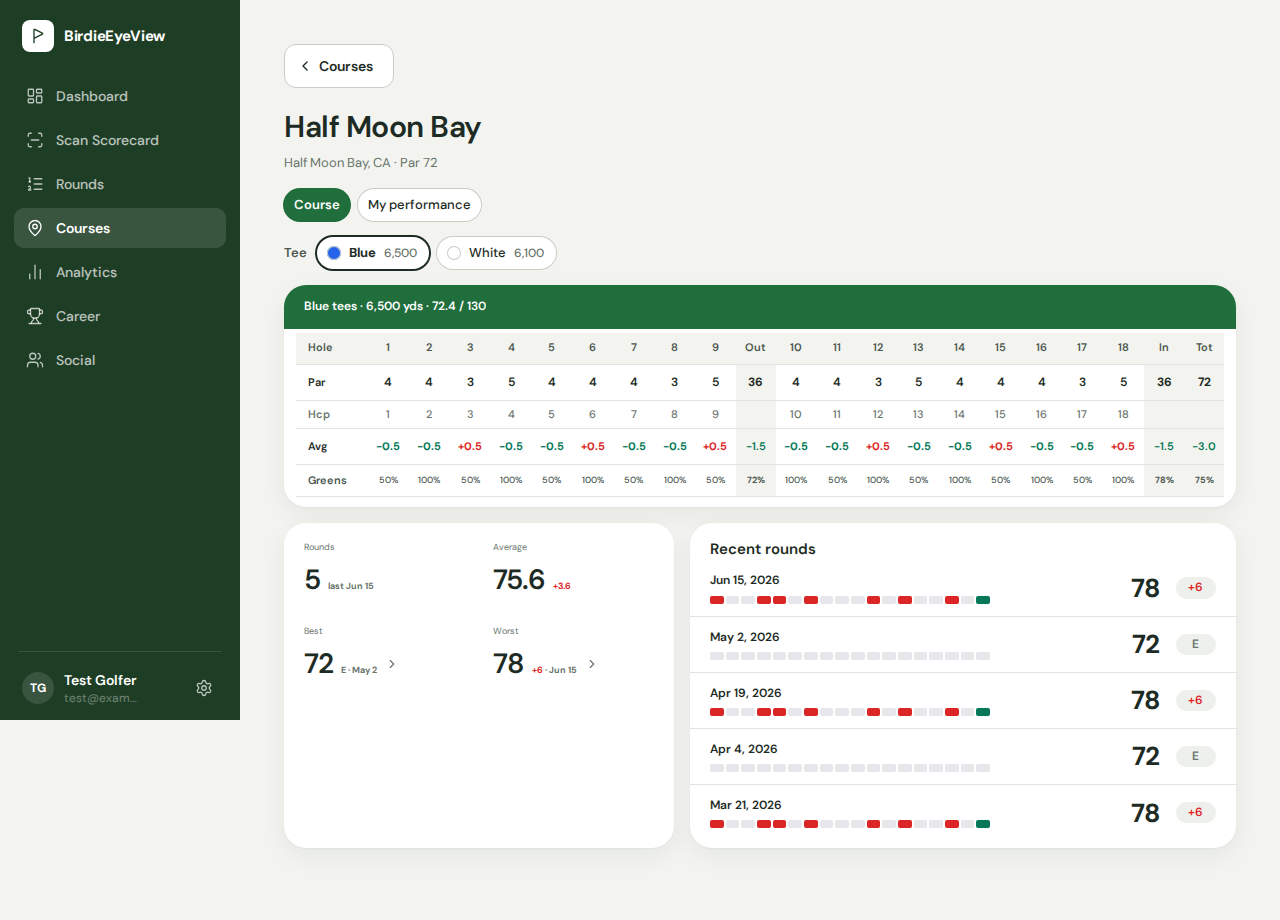 BirdieEyeView
Dashboard
Scan Scorecard
Rounds
Courses
Analytics
Career
Social
TG
Test Golfer
test@exam...
Courses
Half Moon Bay
Half Moon Bay, CA · Par 72
Course My performance
Tee Blue 6,500 White 6,100
Blue tees · 6,500 yds · 72.4 / 130
Hole 1 2 3 4 5 6 7 8 9 Out 10 11 12 13 14 15 16 17 18 In Tot
Par 4 4 3 5 4 4 4 3 5 36 4 4 3 5 4 4 4 3 5 36 72
Hcp 1 2 3 4 5 6 7 8 9 10 11 12 13 14 15 16 17 18
Avg −0.5 −0.5 +0.5 −0.5 −0.5 +0.5 −0.5 −0.5 +0.5 −1.5 −0.5 −0.5 +0.5 −0.5 −0.5 +0.5 −0.5 −0.5 +0.5 −1.5 −3.0
Greens 50% 100% 50% 100% 50% 100% 50% 100% 50% 72% 100% 50% 100% 50% 100% 50% 100% 50% 100% 78% 75%
Rounds
5 last Jun 15
Average
75.6 +3.6
Best
72 E · May 2
Worst
78 +6 · Jun 15
Recent rounds
Jun 15, 2026 78 +6
May 2, 2026 72 E
Apr 19, 2026 78 +6
Apr 4, 2026 72 E
Mar 21, 2026 78 +6